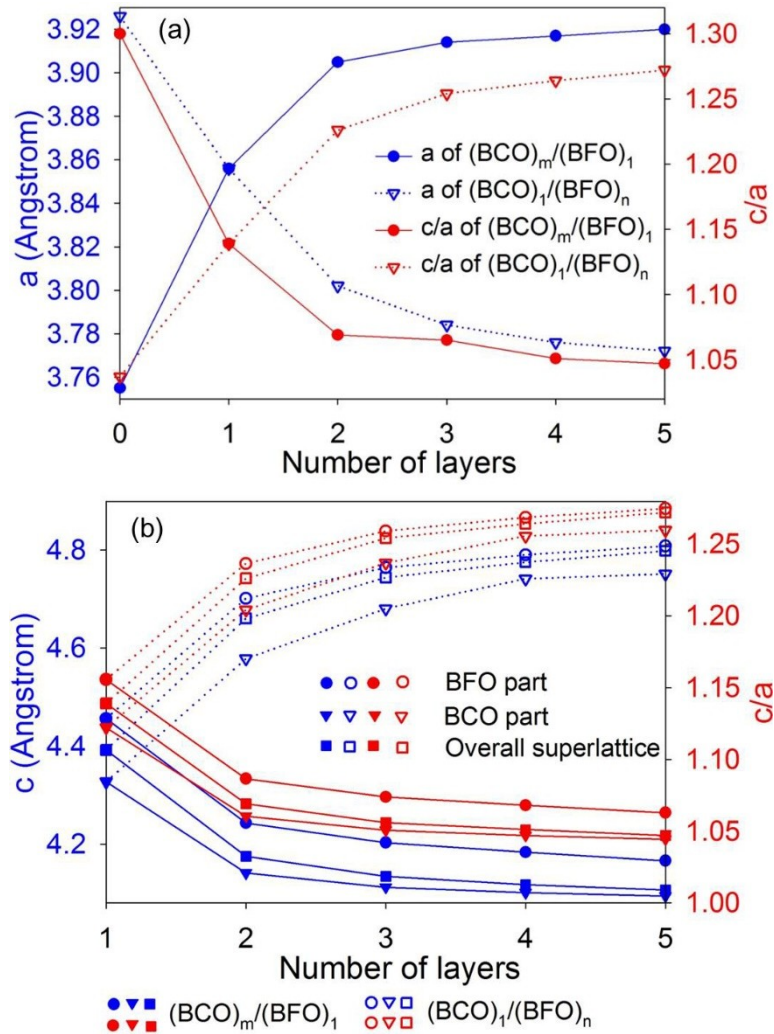 (a)
a (Angstrom)
3.92
3.90
3.88
3.86
3.84
3.82
3.80
3.78
3.76
1.30
1.25
1.20
1.15
1.10
1.05
c/a
a of (BCO)m/(BFO)1
a of (BCO)1/(BFO)n
c/a of (BCO)m/(BFO)1
c/a of (BCO)1/(BFO)n
0 1 2 3 4 5
Number of layers
(b)
c (Angstrom)
4.8
4.6
4.4
4.2
1.25
1.20
1.15
1.10
1.05
1.00
c/a
BFO part
BCO part
Overall superlattice
1 2 3 4 5
Number of layers
(BCO)m/(BFO)1 (BCO)1/(BFO)n